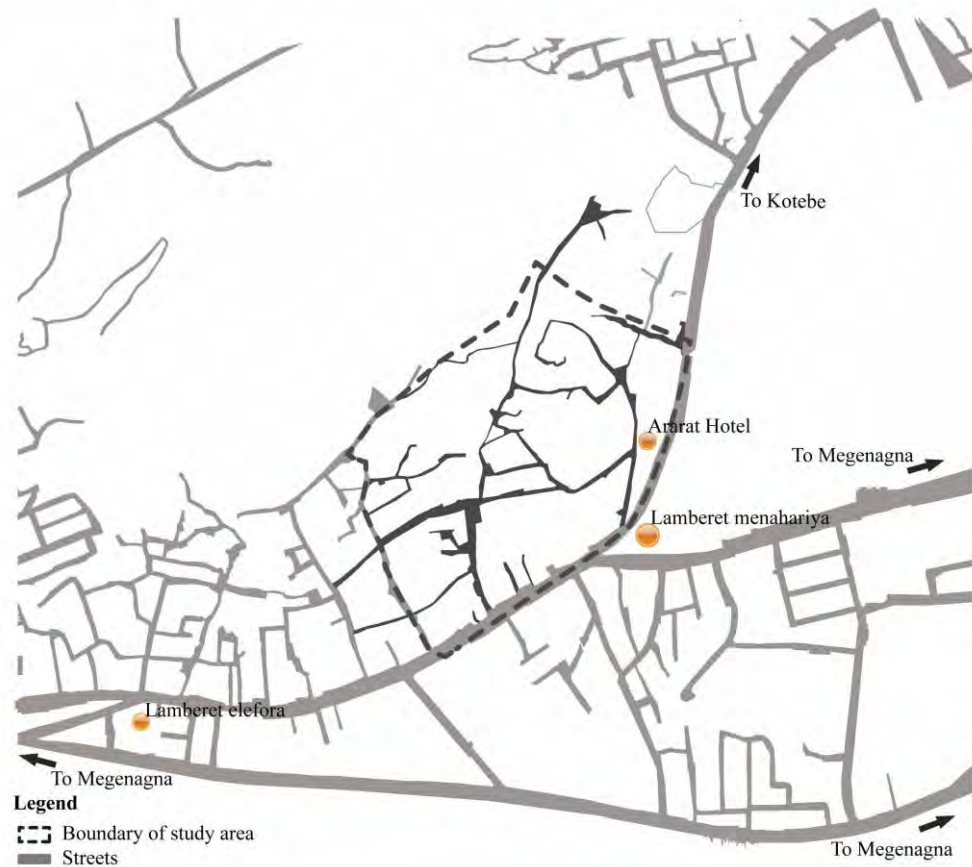 To Kotebe
Ararat Hotel
To Megenagna
Lamberet menahariya
Lamberet elefora
To Megenagna
Legend
Boundary of study area
Streets
To Megenagna